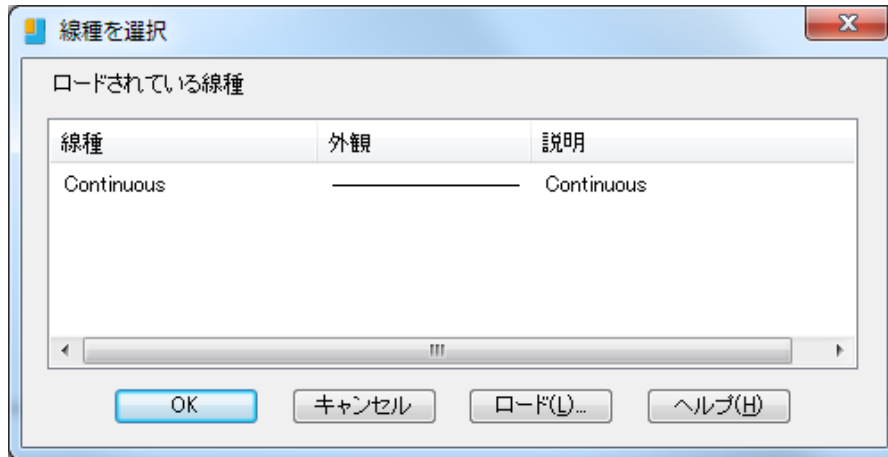 線種を選択
ロードされている線種
線種 外観 説明
Continuous Continuous
OK キャンセル ロード(L)... ヘルプ(H)